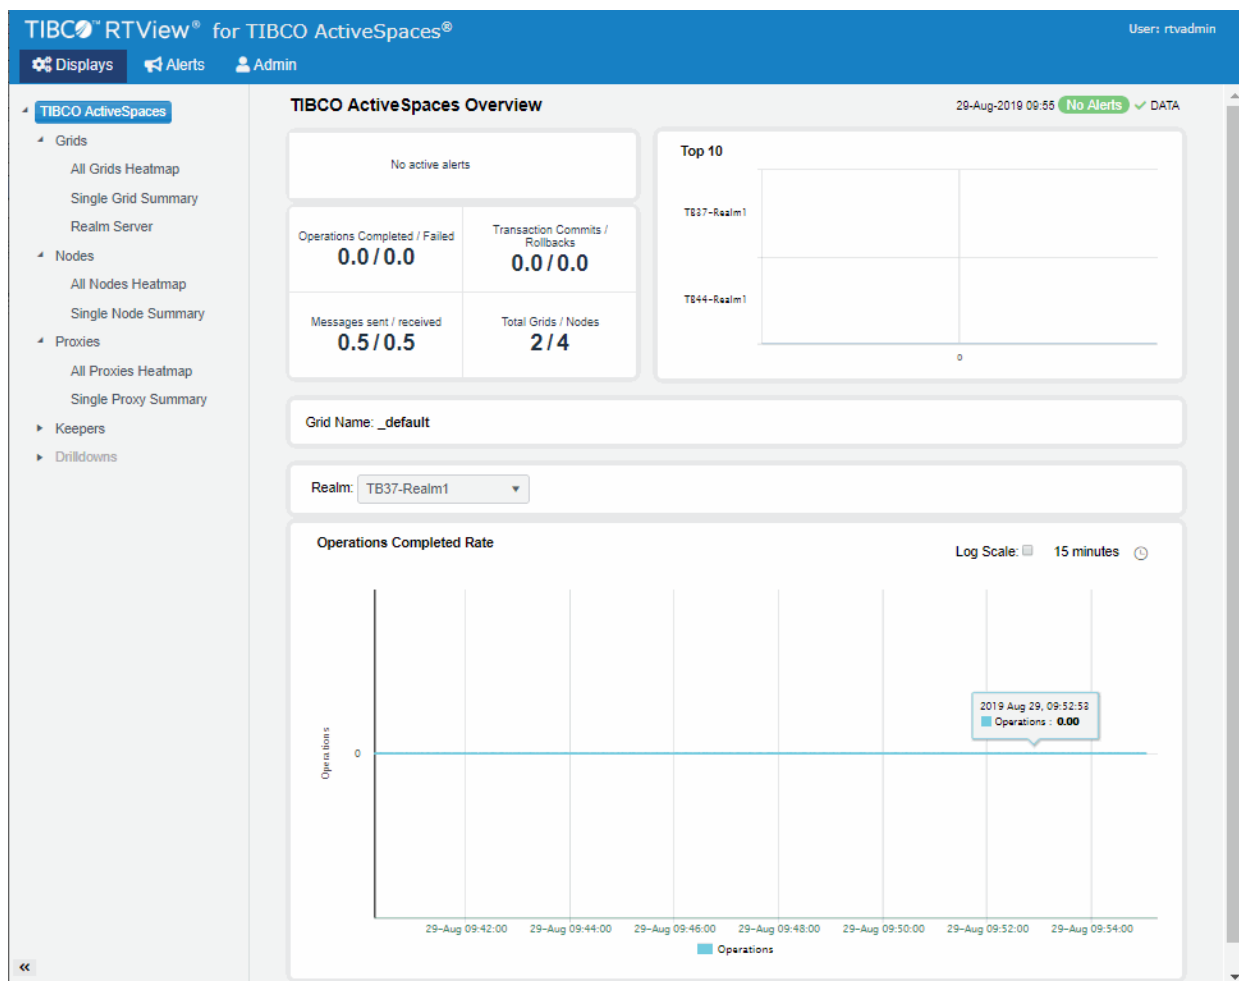 TIBCO™ RTView® for TIBCO ActiveSpaces®
User: rtvadmin
Displays Alerts Admin
TIBCO ActiveSpaces
Grids
All Grids Heatmap
Single Grid Summary
Realm Server
Nodes
All Nodes Heatmap
Single Node Summary
Proxies
All Proxies Heatmap
Single Proxy Summary
Keepers
Drilldowns
TIBCO ActiveSpaces Overview
29-Aug-2019 09:55 No Alerts DATA
No active alerts
Operations Completed / Failed
0.0 / 0.0
Transaction Commits /
Rollbacks
0.0 / 0.0
Messages sent / received
0.5 / 0.5
Total Grids / Nodes
2 / 4
Top 10
TB37-Realm1
TB44-Realm1
0
Grid Name: _default
Realm: TB37-Realm1
Operations Completed Rate
Log Scale: 15 minutes
2019 Aug 29, 09:52:53
Operations : 0.00
Operations
0
29-Aug 09:42:00 29-Aug 09:44:00 29-Aug 09:46:00 29-Aug 09:48:00 29-Aug 09:50:00 29-Aug 09:52:00 29-Aug 09:54:00
Operations